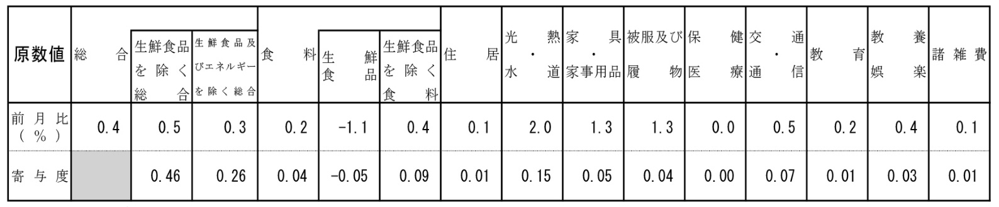 原数値 総合 生鮮食品を除く総合 生鮮食品及びエネルギーを除く総合 食料 生鮮食品 生鮮食品を除く食料 住居 光熱・水道 家具・家事用品 被服及び履物 保健医療 交通・通信 教育 教養娯楽 諸雑費
前月比(%) 0.4 0.5 0.3 0.2 -1.1 0.4 0.1 2.0 1.3 1.3 0.0 0.5 0.2 0.4 0.1
寄与度 0.46 0.26 0.04 -0.05 0.09 0.01 0.15 0.05 0.04 0.00 0.07 0.01 0.03 0.01